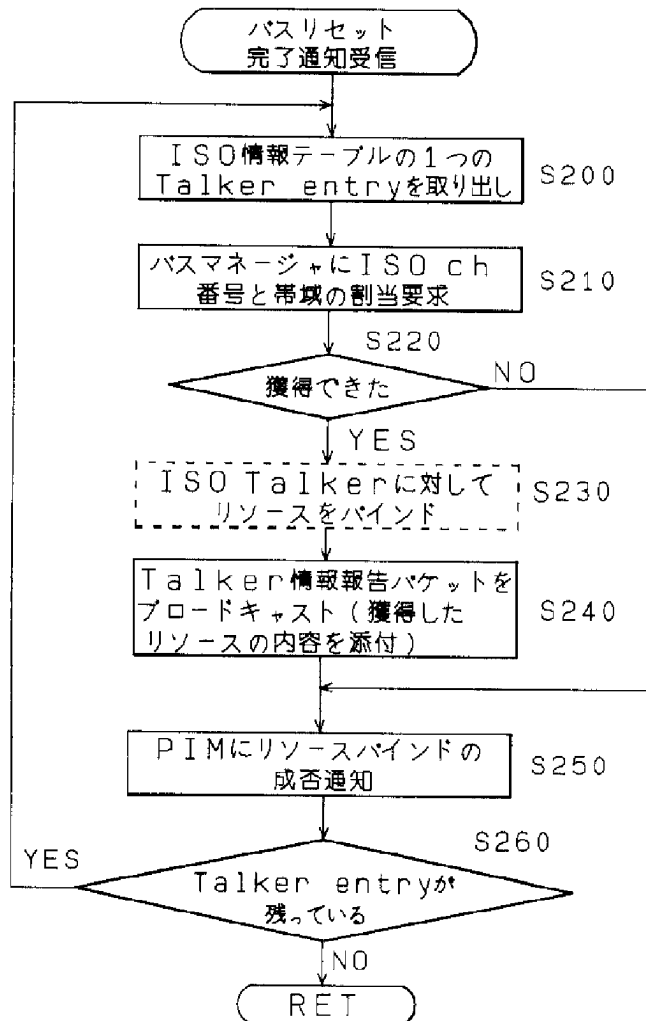 バスリセット
完了通知受信
ISO情報テーブルの1つの
Talker entryを取り出し
S200
バスマネージャにISO ch
番号と帯域の割当要求
S210
S220
獲得できた
NO
YES
ISO Talkerに対して
リソースをバインド
S230
Talker情報報告パケットを
ブロードキャスト(獲得した
リソースの内容を添付)
S240
PIMにリソースバインドの
成否通知
S250
S260
YES
Talker entryが
残っている
NO
RET